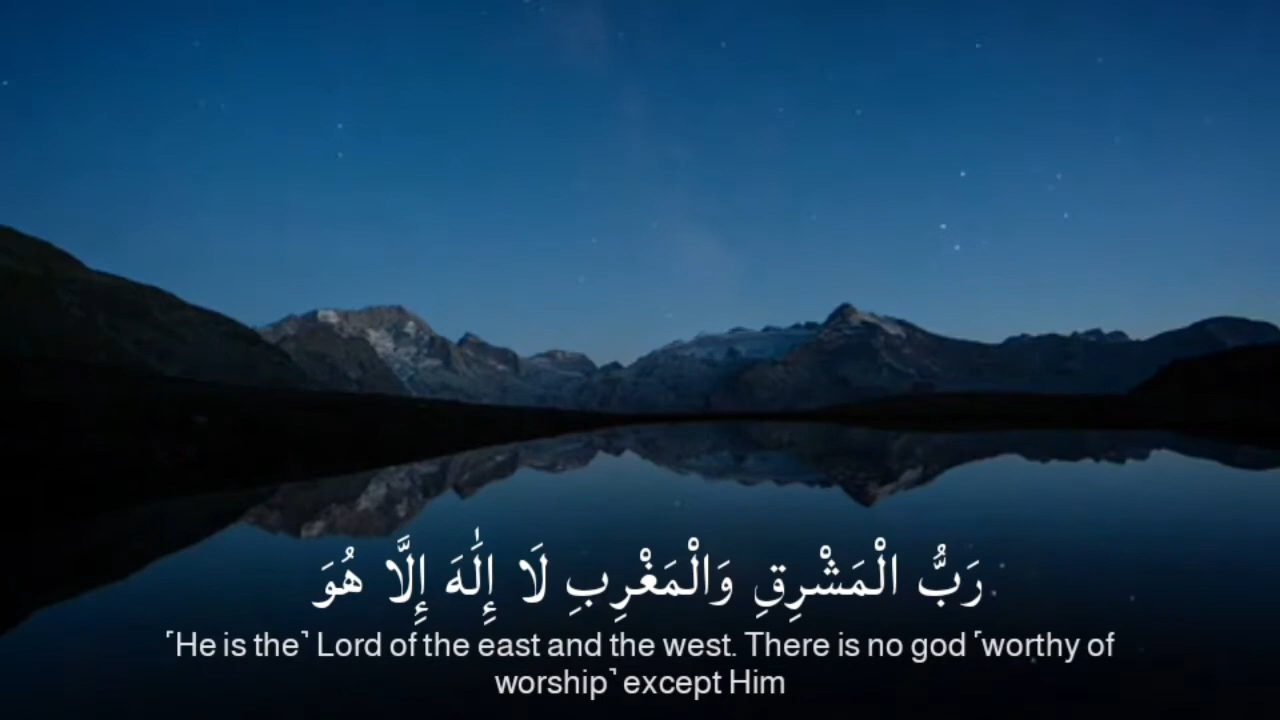 رَبُّ الْمَشْرِقِ وَالْمَغْرِبِ لَا إِلَٰهَ إِلَّا هُوَ
˹He is the˺ Lord of the east and the west. There is no god ˹worthy of
worship˺ except Him